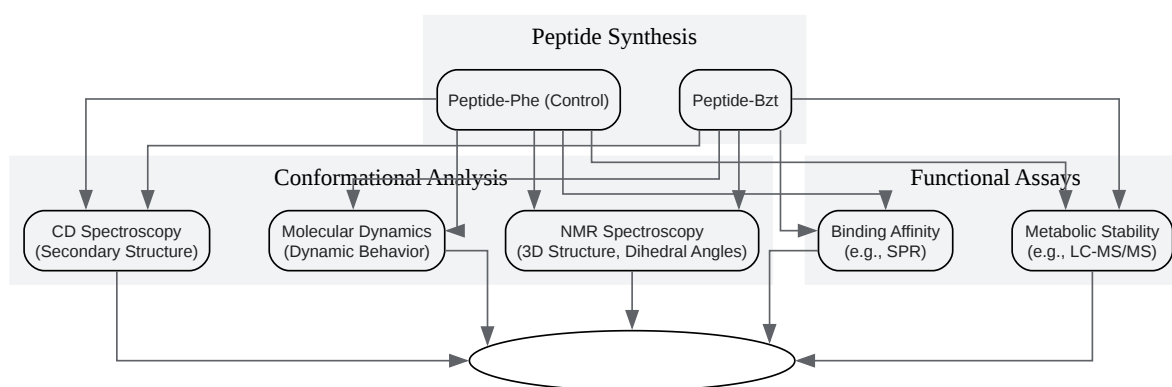 Peptide Synthesis
Peptide-Phe (Control)
Peptide-Bzt
Conformational Analysis
Functional Assays
CD Spectroscopy
(Secondary Structure)
Molecular Dynamics
(Dynamic Behavior)
NMR Spectroscopy
(3D Structure, Dihedral Angles)
Binding Affinity
(e.g., SPR)
Metabolic Stability
(e.g., LC-MS/MS)